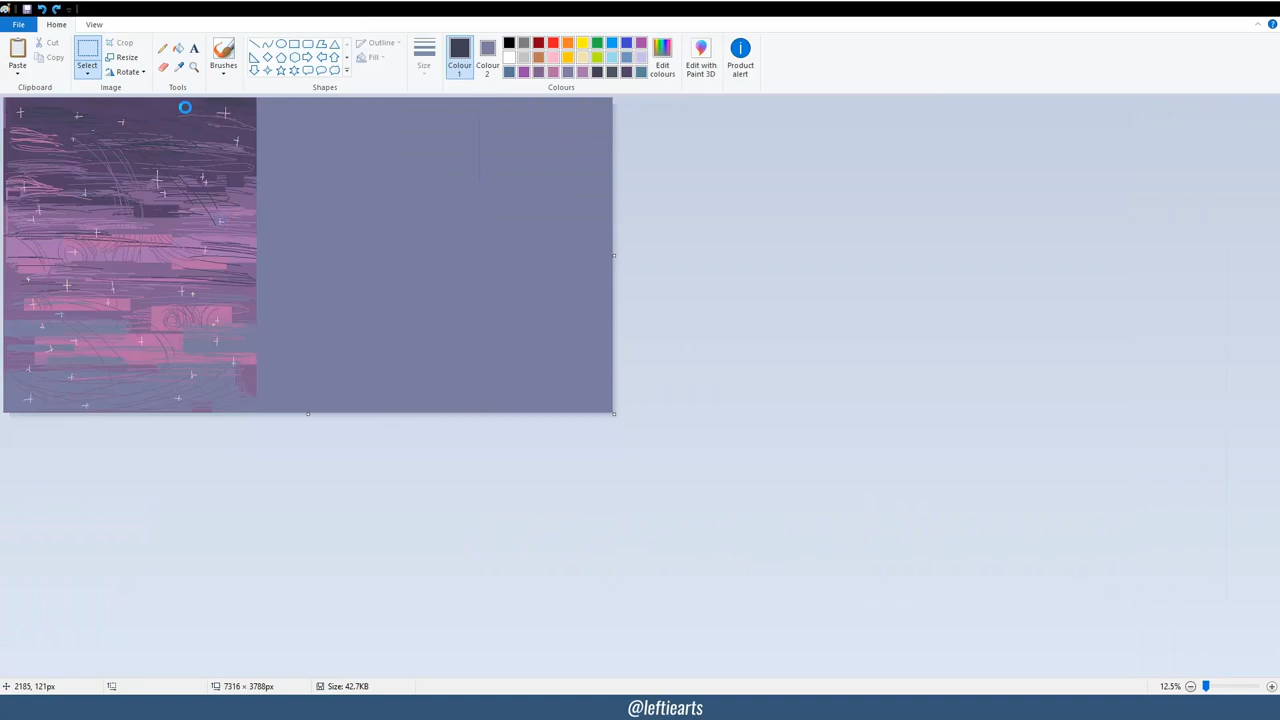 File Home View
Paste Cut Copy Select Crop Resize Rotate A Brushes Outline Fill Size Colour 1 Colour 2 Edit colours Edit with Paint 3D Product alert
Clipboard Image Tools Shapes Colours
2185, 121px 7316 × 3788px Size: 42.7KB 12.5%
@leftiearts